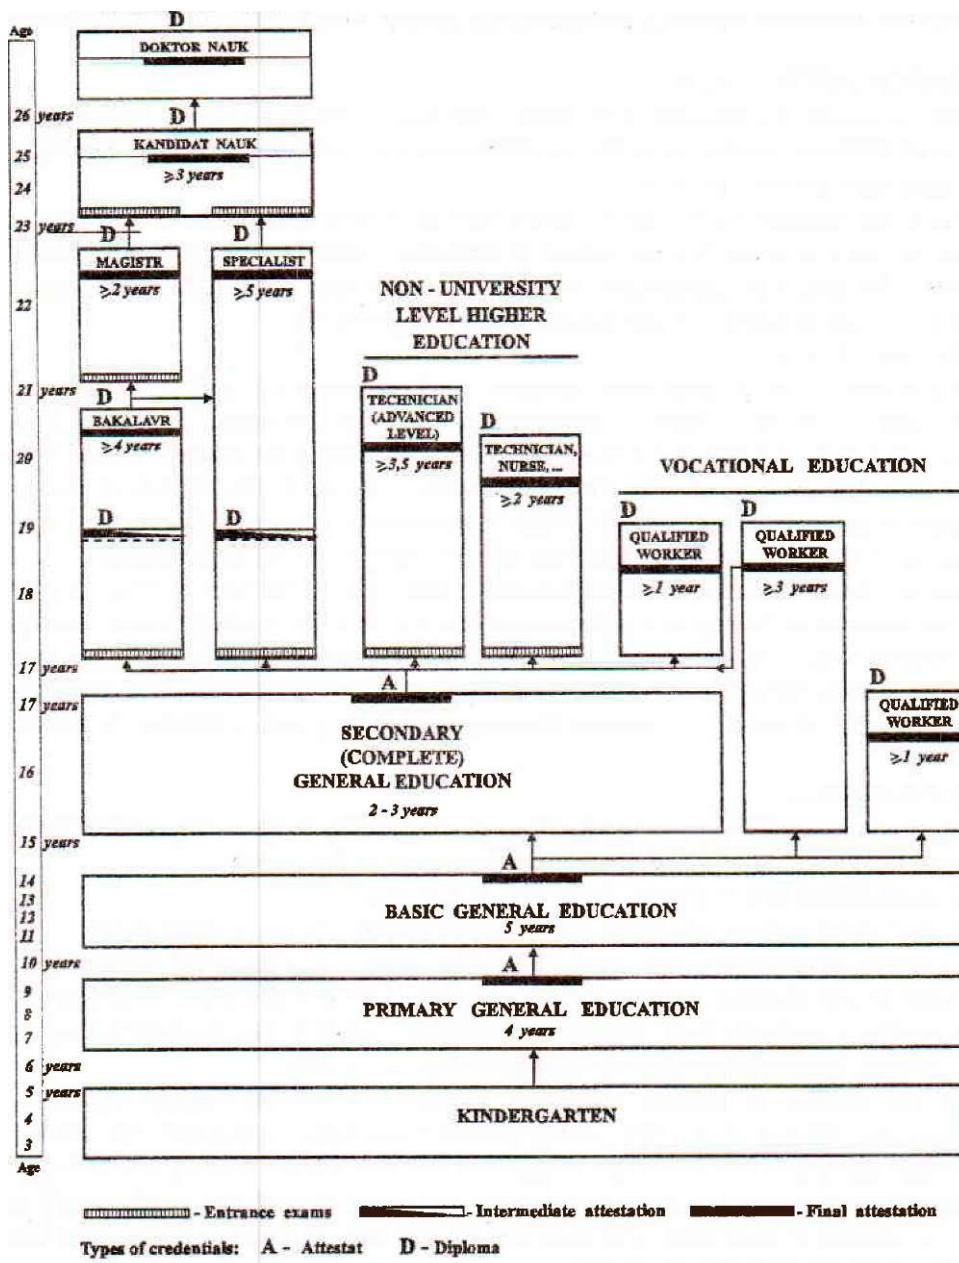 Age
D
DOKTOR NAUK
26 years
D
KANDIDAT NAUK
25
⩾3 years
24
23 years
D
D
MAGISTR
SPECIALIST
⩾2 years
⩾5 years
22
NON - UNIVERSITY
LEVEL HIGHER
EDUCATION
21 years
D
D
BAKALAVR
⩾4 years
TECHNICIAN
(ADVANCED
LEVEL)
⩾3,5 years
D
TECHNICIAN,
NURSE, ...
⩾2 years
20
VOCATIONAL EDUCATION
19
D
D
D
QUALIFIED
WORKER
⩾1 year
D
QUALIFIED
WORKER
⩾3 years
18
17 years
A
D
QUALIFIED
WORKER
⩾1 year
17 years
SECONDARY
(COMPLETE)
GENERAL EDUCATION
2 - 3 years
16
15 years
A
14
13
12
11
BASIC GENERAL EDUCATION
5 years
10 years
A
9
8
7
PRIMARY GENERAL EDUCATION
4 years
6 years
5 years
4
3
KINDERGARTEN
Age
- Entrance exams
- Intermediate attestation
- Final attestation
Types of credentials: A - Attestat D - Diploma